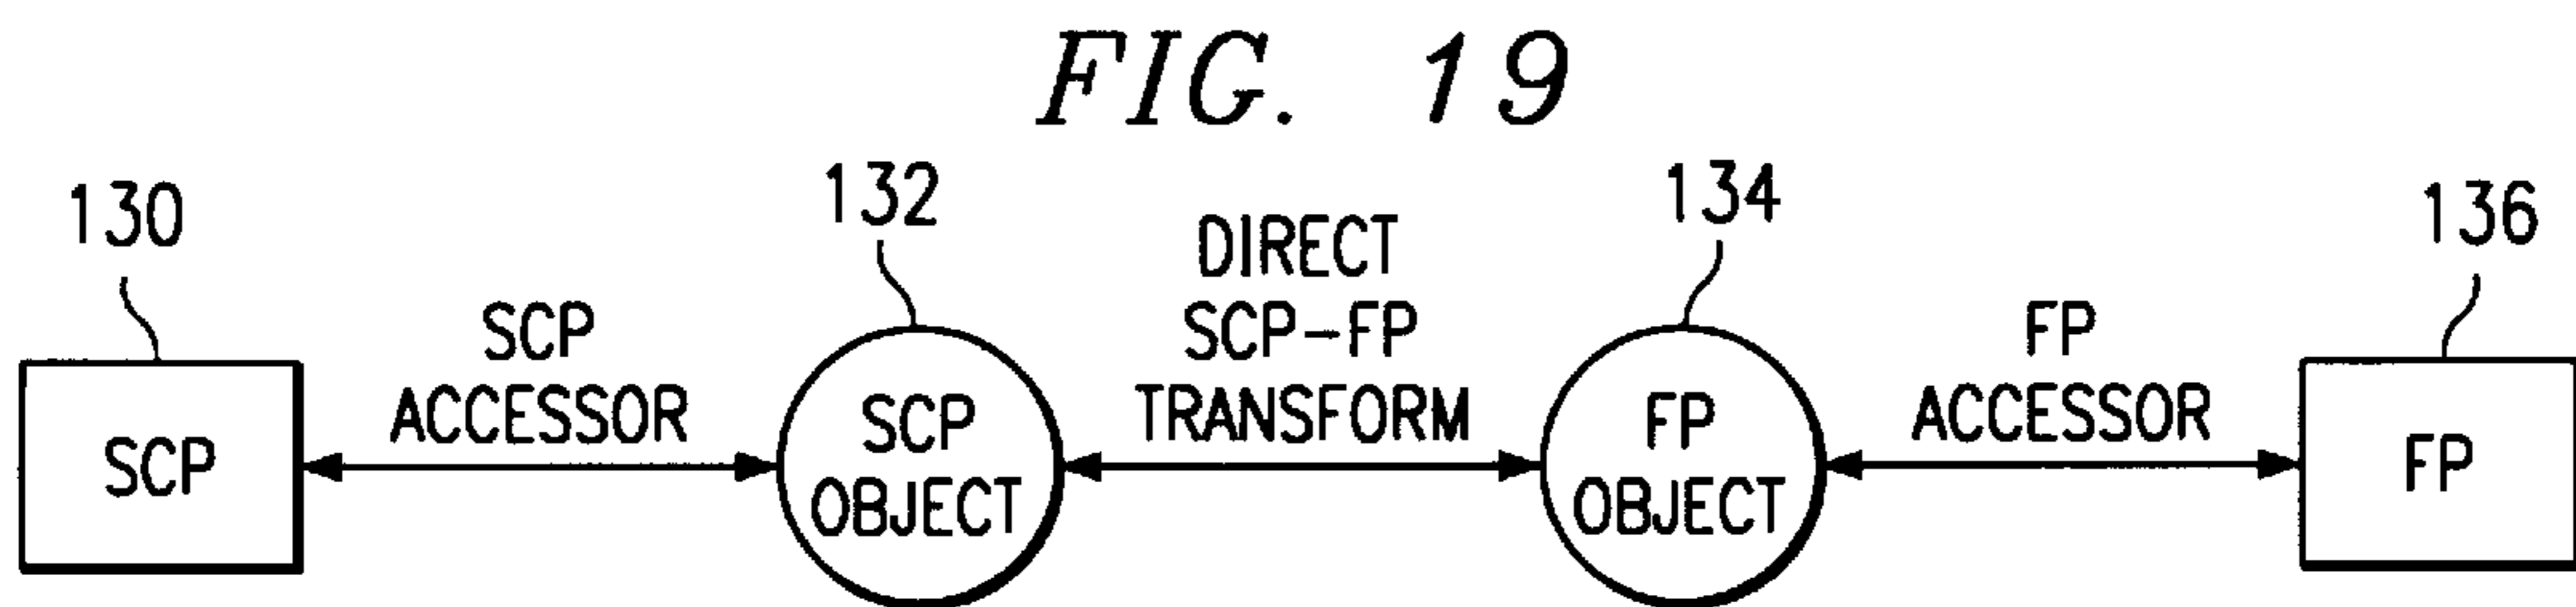 FIG. 19
130
132
134
136
DIRECT
SCP-FP
TRANSFORM
SCP
ACCESSOR
FP
ACCESSOR
SCP
SCP
OBJECT
FP
OBJECT
FP